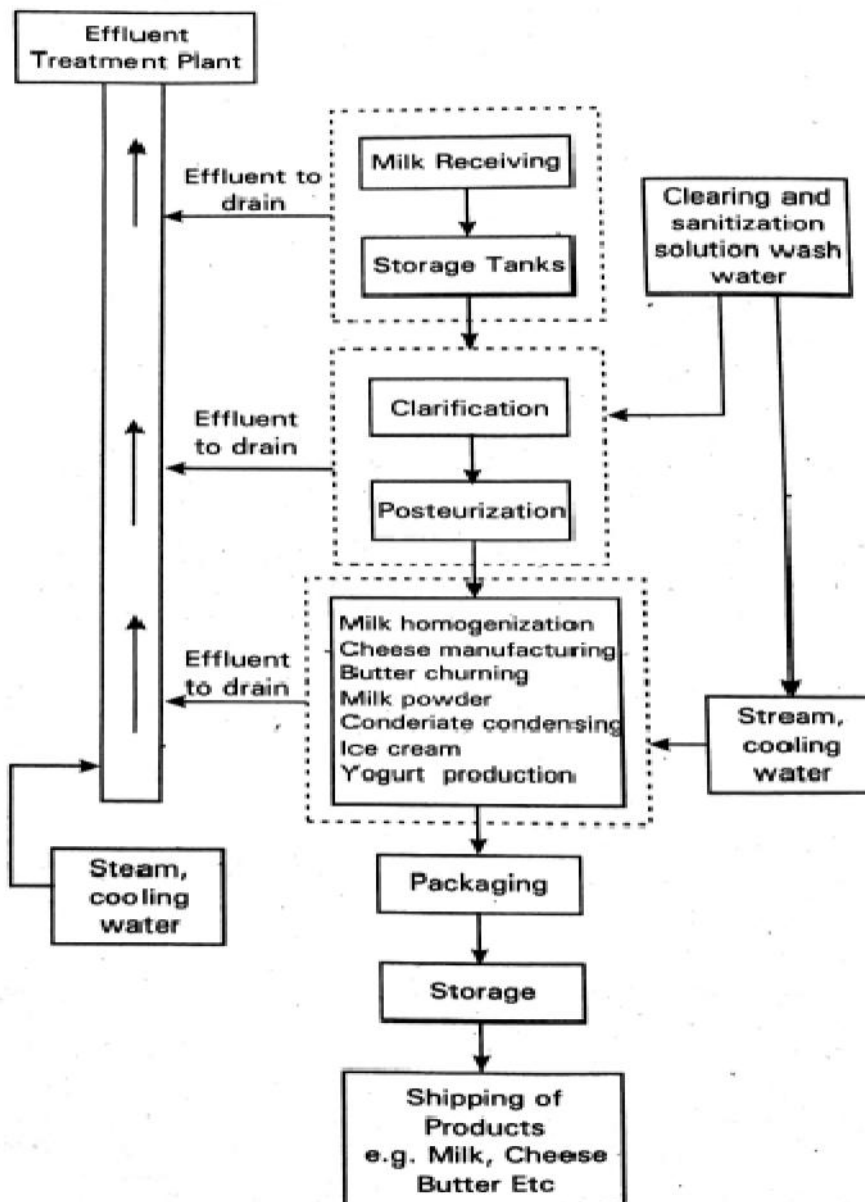 Effluent
Treatment Plant
Milk Receiving
Effluent to
drain
Storage Tanks
Clearing and
sanitization
solution wash
water
Clarification
Effluent
to drain
Posteurization
Milk homogenization
Cheese manufacturing
Butter churning
Milk powder
Conderiate condensing
Ice cream
Yogurt production
Effluent
to drain
Stream,
cooling
water
Steam,
cooling
water
Packaging
Storage
Shipping of
Products
e.g. Milk, Cheese
Butter Etc